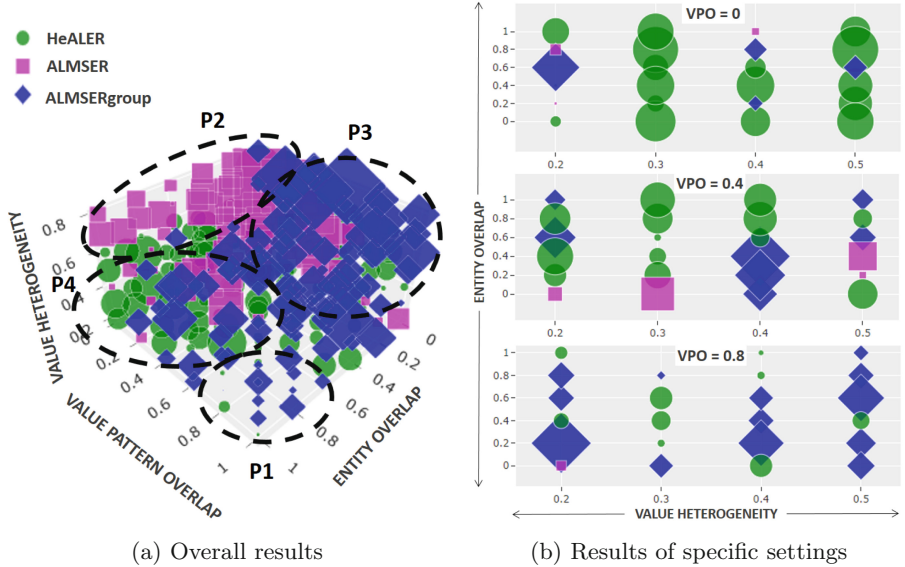 HeALER
ALMSER
ALMSERgroup
P2
P3
P4
P1
VALUE HETEROGENEITY
0.8
0.6
0.4
0.2
VALUE PATTERN OVERLAP
0.2
0.4
0.6
0.8
1
ENTITY OVERLAP
0
0.2
0.4
0.6
0.8
1
(a) Overall results
ENTITY OVERLAP
VPO = 0
1
0.8
0.6
0.4
0.2
0
0.2 0.3 0.4 0.5
VPO = 0.4
1
0.8
0.6
0.4
0.2
0
0.2 0.3 0.4 0.5
VPO = 0.8
1
0.8
0.6
0.4
0.2
0
0.2 0.3 0.4 0.5
VALUE HETEROGENEITY
(b) Results of specific settings